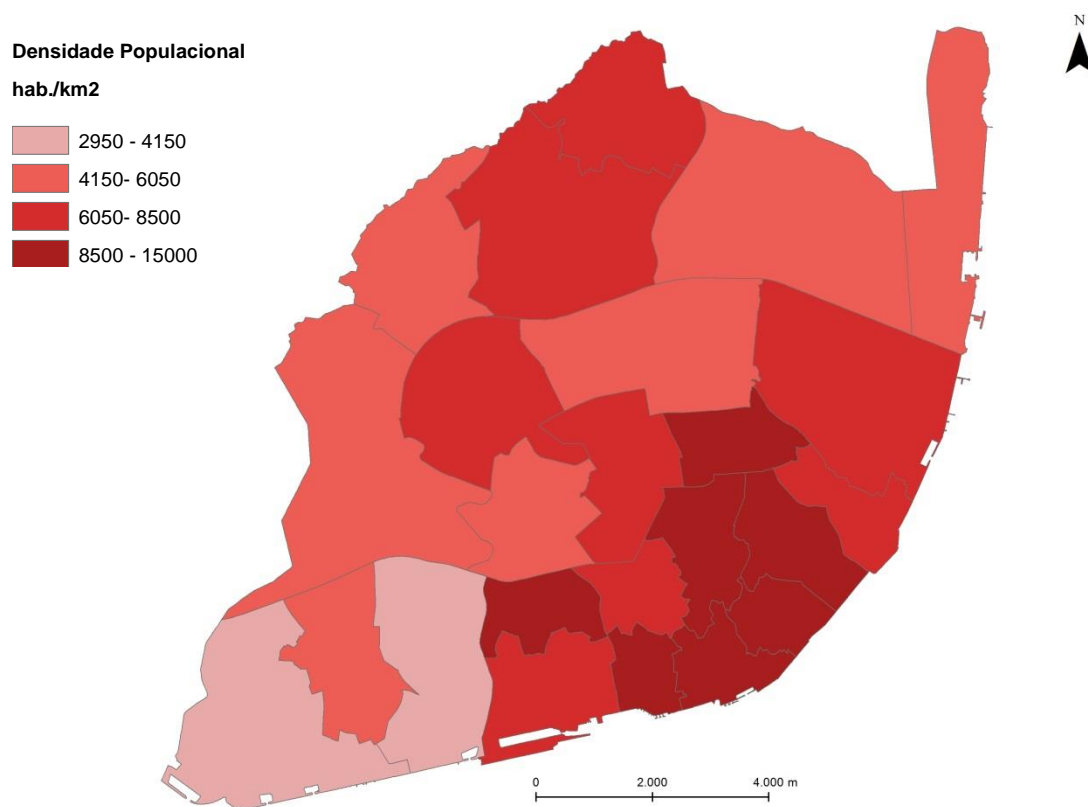 N
Densidade Populacional
hab./km2
2950 - 4150
4150- 6050
6050- 8500
8500 - 15000
0 2.000 4.000 m